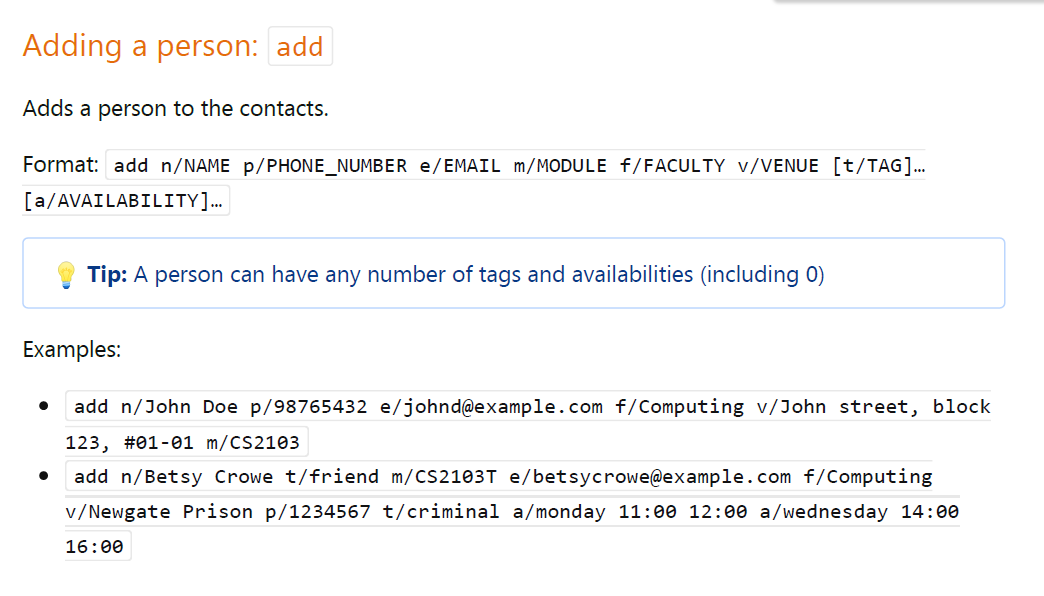 Adding a person: add
Adds a person to the contacts.
Format: add n/NAME p/PHONE_NUMBER e/EMAIL m/MODULE f/FACULTY v/VENUE [t/TAG]…
[a/AVAILABILITY]…
💡 Tip: A person can have any number of tags and availabilities (including 0)
Examples:
• add n/John Doe p/98765432 e/johnd@example.com f/Computing v/John street, block
123, #01-01 m/CS2103
• add n/Betsy Crowe t/friend m/CS2103T e/betsycrowe@example.com f/Computing
v/Newgate Prison p/1234567 t/criminal a/monday 11:00 12:00 a/wednesday 14:00
16:00